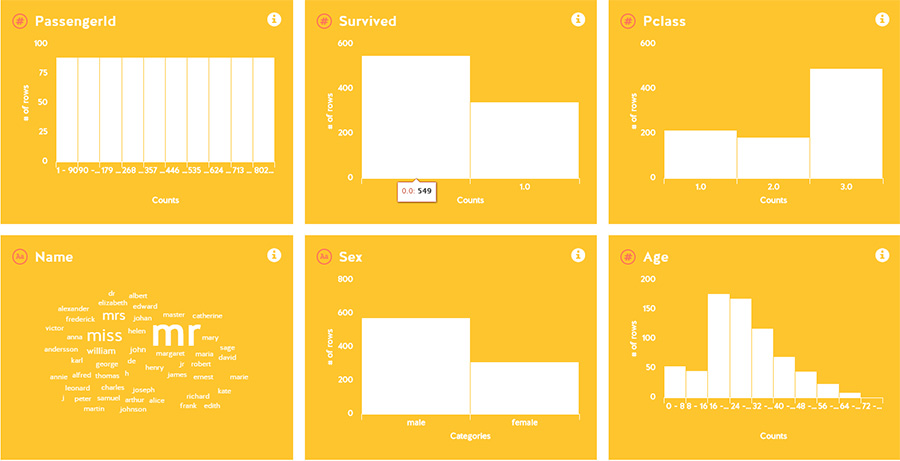 # PassengerId i
100
75
50
25
0
# of rows
1 - 90 90 -... 179 ... 268 ... 357 ... 446 ... 535 ... 624 ... 713 ... 802...
Counts
# Survived i
600
400
200
0
# of rows
0.0: 549
1.0
Counts
# Pclass i
600
400
200
0
# of rows
1.0 2.0 3.0
Counts
Aa Name i
dr albert
elizabeth edward
alexander mrs master catherine
frederick johan
victor miss helen mr mary
anna
anderssonn william john margaret marie sage
karl george de jr robert david
annie alfred thomas h henry james ernest marie
leonard charles joseph kate
j peter samuel arthur alice richard
martin johnson frank edith
Aa Sex i
800
600
400
200
0
# of rows
male female
Categories
# Age i
200
150
100
50
0
# of rows
0 - 8 8 - 16 16 -... 24 ... 32 -... 40 -... 48 -... 56 -... 64 -... 72 -...
Counts